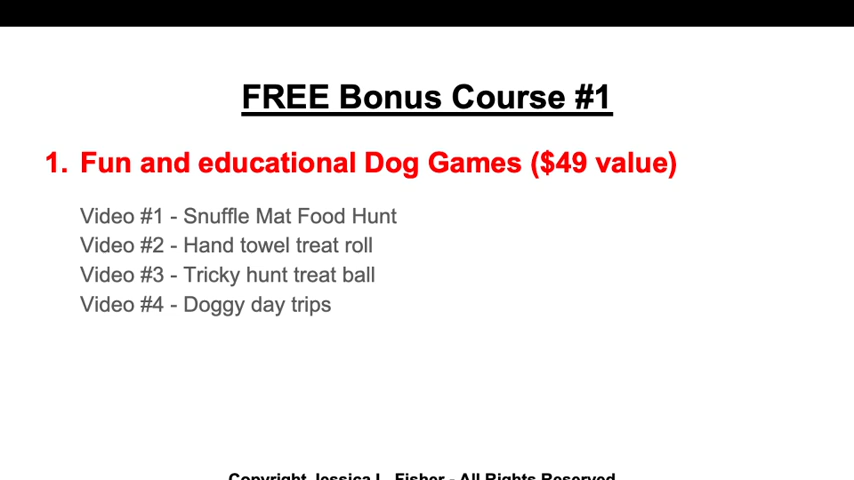 FREE Bonus Course #1
1. Fun and educational Dog Games ($49 value)
Video #1 - Snuffle Mat Food Hunt
Video #2 - Hand towel treat roll
Video #3 - Tricky hunt treat ball
Video #4 - Doggy day trips
Copyright Jessica L. Fisher - All Rights Reserved